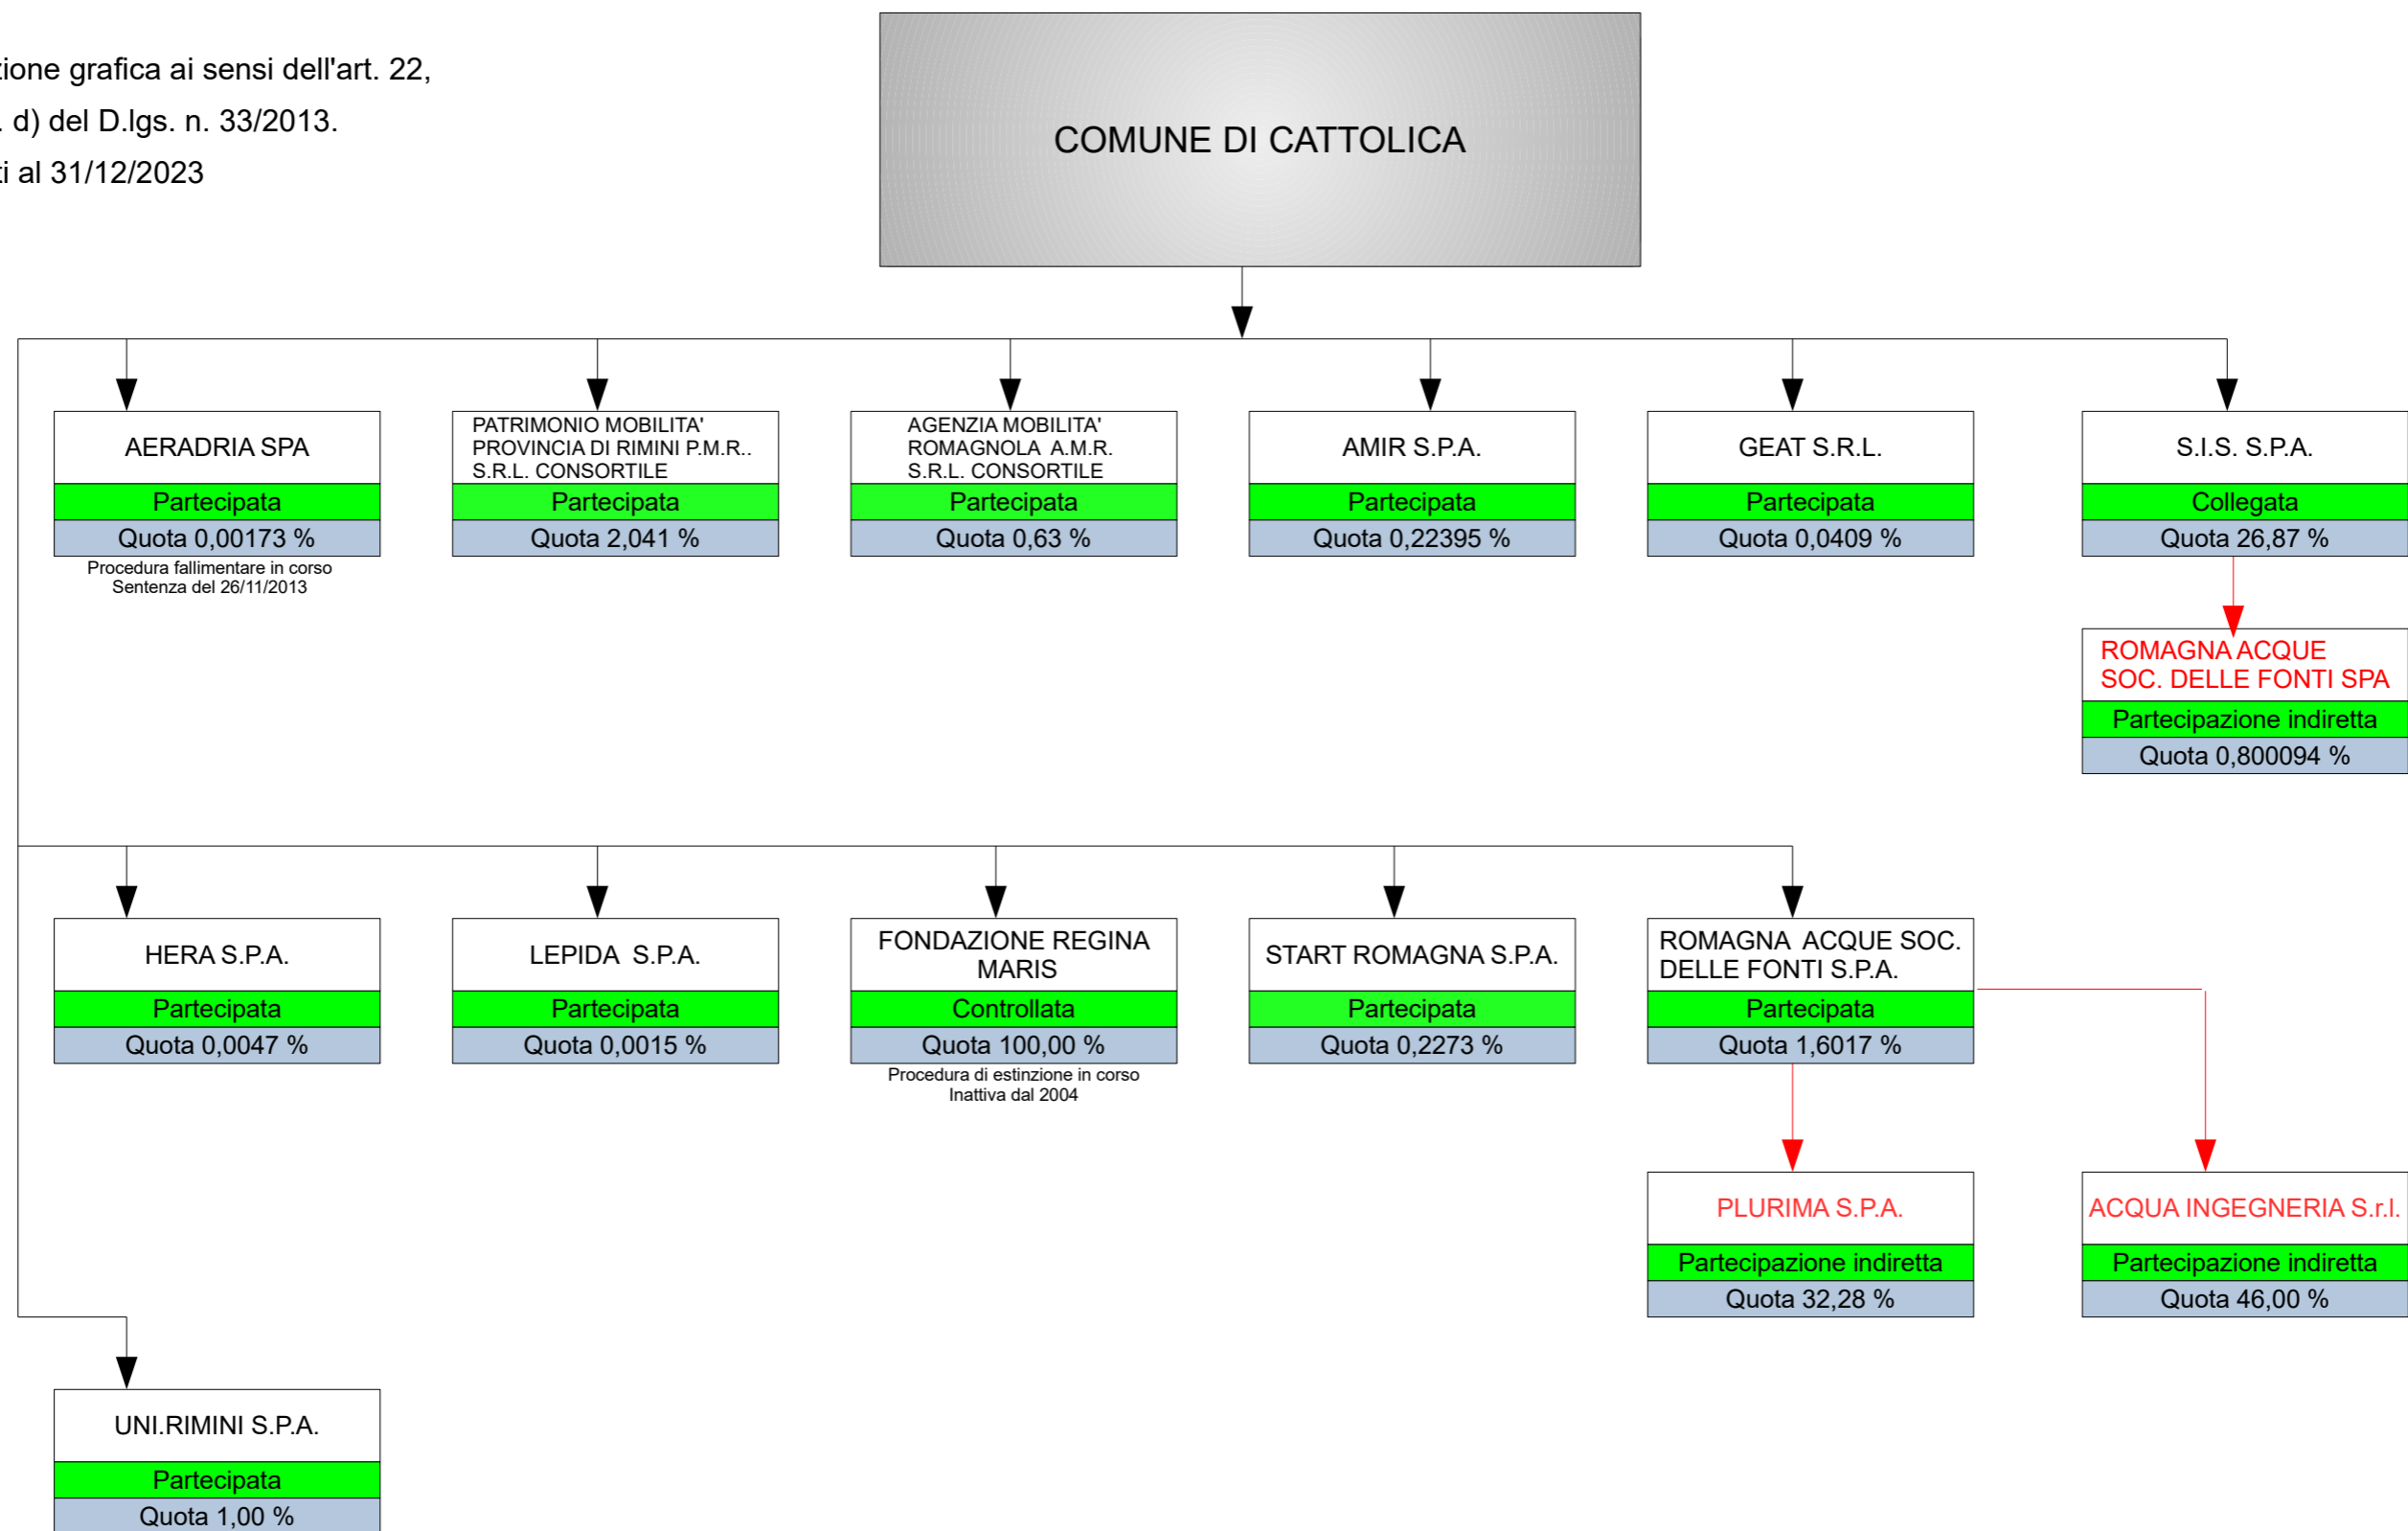 zione grafica ai sensi dell'art. 22,
. d) del D.lgs. n. 33/2013.
ti al 31/12/2023
COMUNE DI CATTOLICA
AERADRIA SPA
Partecipata
Quota 0,00173 %
Procedura fallimentare in corso
Sentenza del 26/11/2013
PATRIMONIO MOBILITA'
PROVINCIA DI RIMINI P.M.R..
S.R.L. CONSORTILE
Partecipata
Quota 2,041 %
AGENZIA MOBILITA'
ROMAGNOLA A.M.R.
S.R.L. CONSORTILE
Partecipata
Quota 0,63 %
AMIR S.P.A.
Partecipata
Quota 0,22395 %
GEAT S.R.L.
Partecipata
Quota 0,0409 %
S.I.S. S.P.A.
Collegata
Quota 26,87 %
ROMAGNA ACQUE
SOC. DELLE FONTI SPA
Partecipazione indiretta
Quota 0,800094 %
HERA S.P.A.
Partecipata
Quota 0,0047 %
LEPIDA S.P.A.
Partecipata
Quota 0,0015 %
FONDAZIONE REGINA
MARIS
Controllata
Quota 100,00 %
Procedura di estinzione in corso
Inattiva dal 2004
START ROMAGNA S.P.A.
Partecipata
Quota 0,2273 %
ROMAGNA ACQUE SOC.
DELLE FONTI S.P.A.
Partecipata
Quota 1,6017 %
PLURIMA S.P.A.
Partecipazione indiretta
Quota 32,28 %
ACQUA INGEGNERIA S.r.l.
Partecipazione indiretta
Quota 46,00 %
UNI.RIMINI S.P.A.
Partecipata
Quota 1,00 %